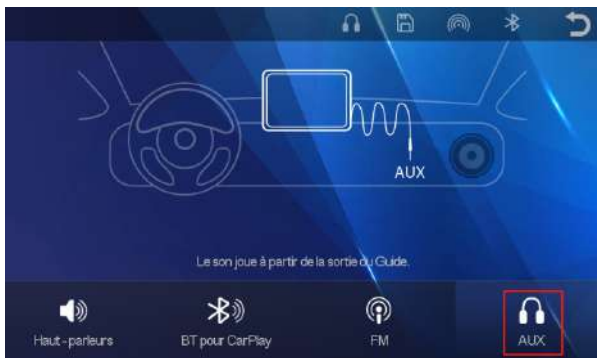 AUX
Le son joue à partir de la sortie du Guide.
Haut-parleurs
BT pour CarPlay
FM
AUX